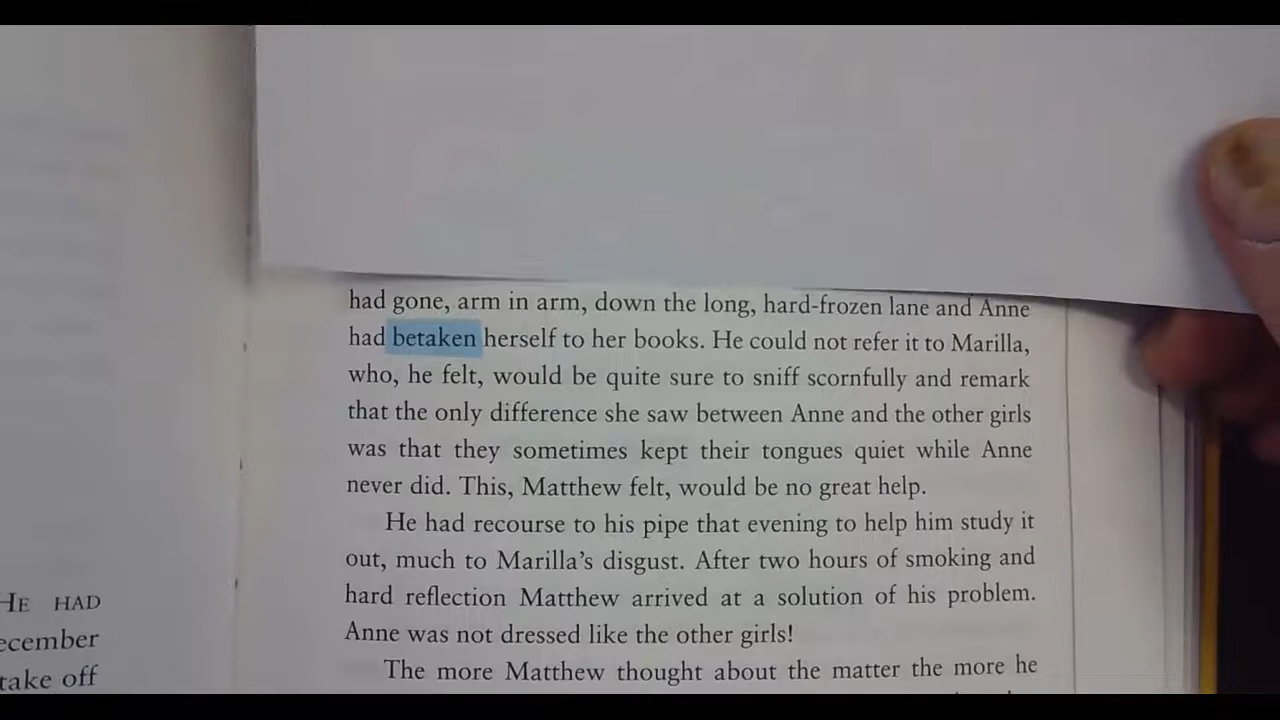 HE HAD
ecember
take off
had gone, arm in arm, down the long, hard-frozen lane and Anne
had betaken herself to her books. He could not refer it to Marilla,
who, he felt, would be quite sure to sniff scornfully and remark
that the only difference she saw between Anne and the other girls
was that they sometimes kept their tongues quiet while Anne
never did. This, Matthew felt, would be no great help.
He had recourse to his pipe that evening to help him study it
out, much to Marilla's disgust. After two hours of smoking and
hard reflection Matthew arrived at a solution of his problem.
Anne was not dressed like the other girls!
The more Matthew thought about the matter the more he